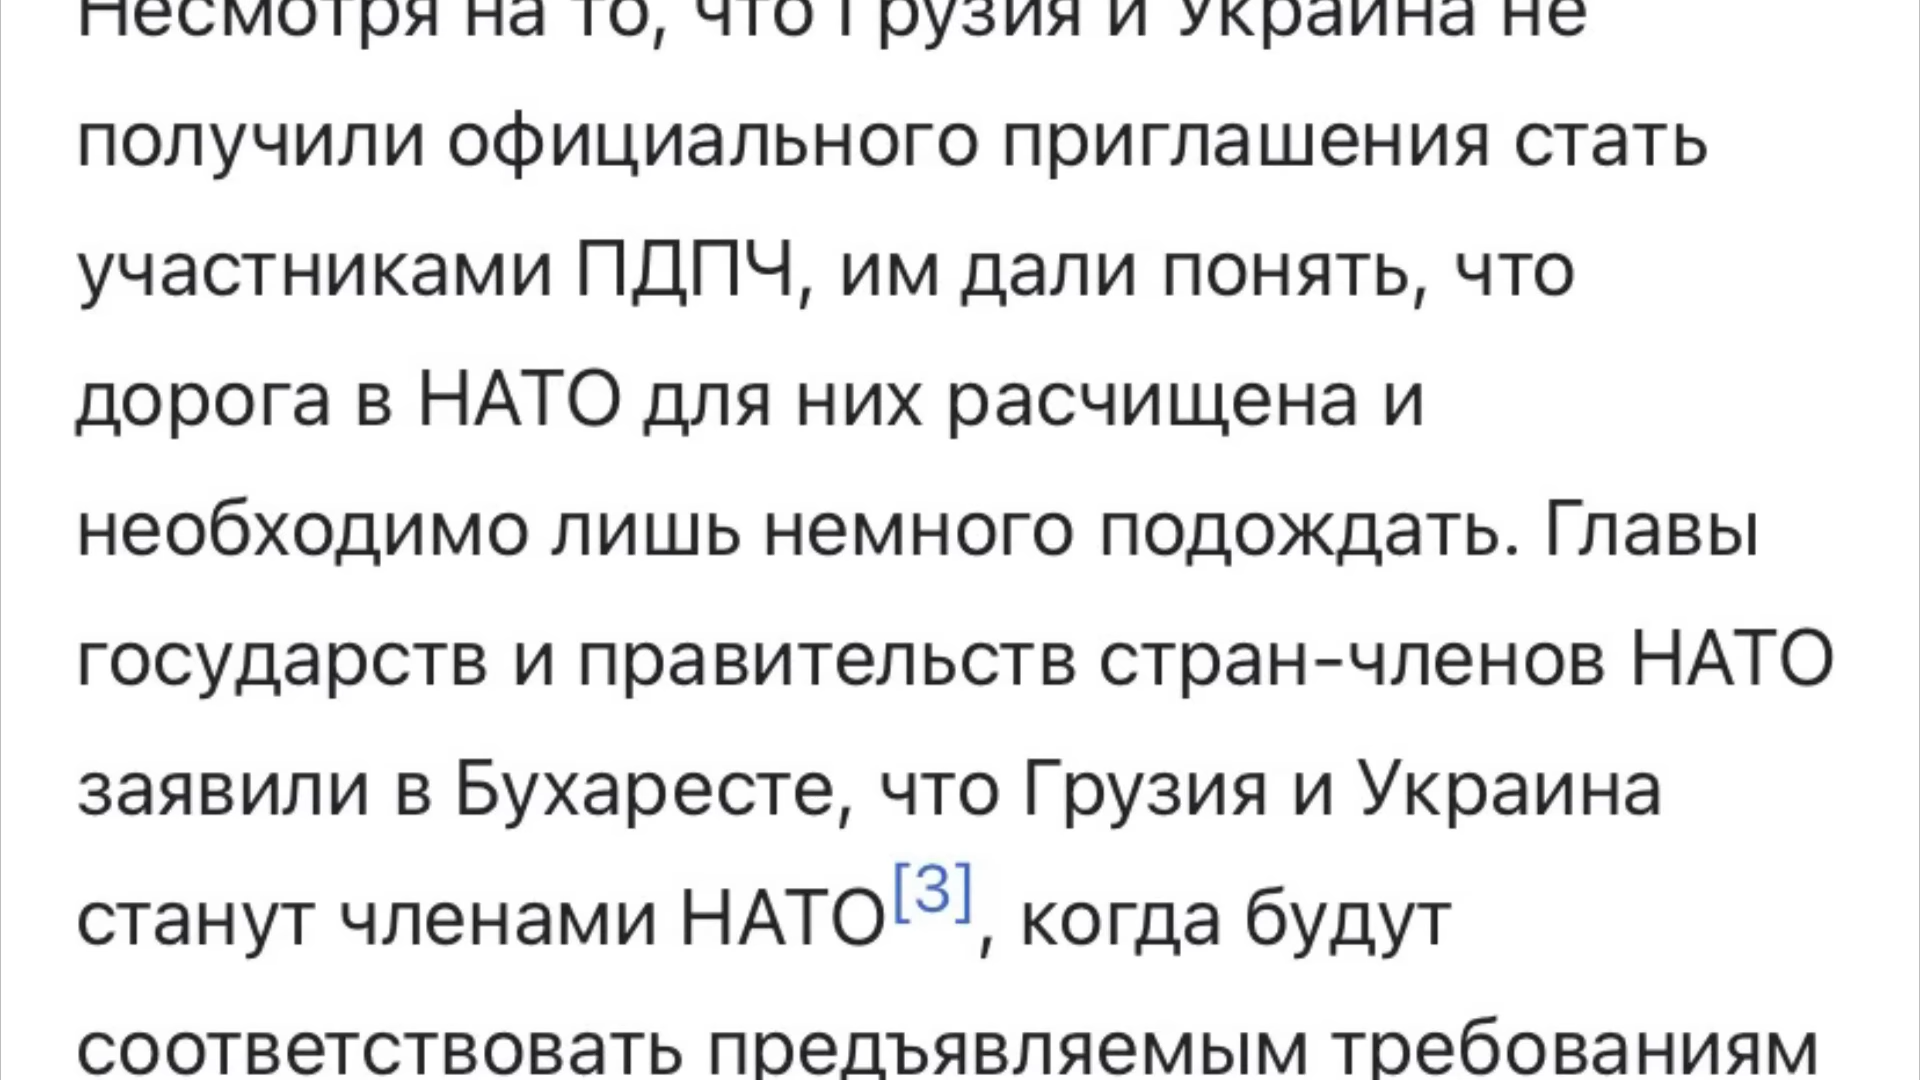 Несмотря на то, что Грузия и Украина не
получили официального приглашения стать
участниками ПДПЧ, им дали понять, что
дорога в НАТО для них расчищена и
необходимо лишь немного подождать. Главы
государств и правительств стран-членов НАТО
заявили в Бухаресте, что Грузия и Украина
станут членами НАТО[3], когда будут
соответствовать предъявляемым требованиям